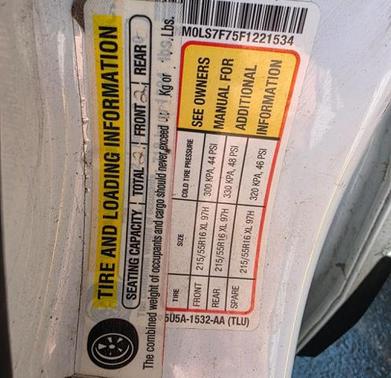 TIRE AND LOADING INFORMATION
SEATING CAPACITY TOTAL 2 FRONT 2 REAR
The combined weight of occupants and cargo should never exceed Kg or Lbs.
TIRE SIZE COLD TIRE PRESSURE
FRONT 215/55R16 XL 97H 300 KPA, 44 PSI
REAR 215/55R16 XL 97H 330 KPA, 48 PSI
SPARE 215/55R16 XL 97H 320 KPA, 46 PSI
SEE OWNERS
MANUAL FOR
ADDITIONAL
INFORMATION
5U5A-1532-AA (TLU)
M0LS7F75F1221534